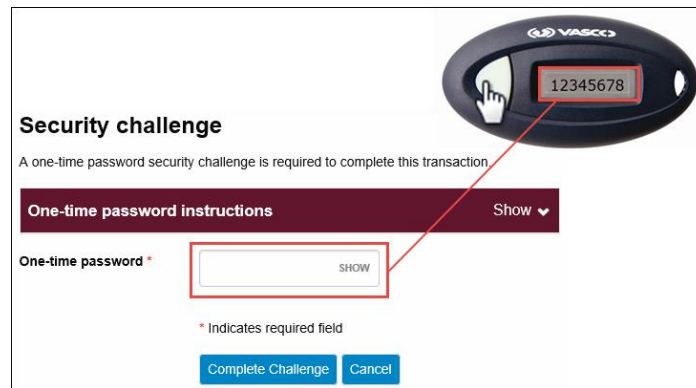 VASCO
12345678
Security challenge
A one-time password security challenge is required to complete this transaction.
One-time password instructions Show
One-time password *
SHOW
* Indicates required field
Complete Challenge Cancel